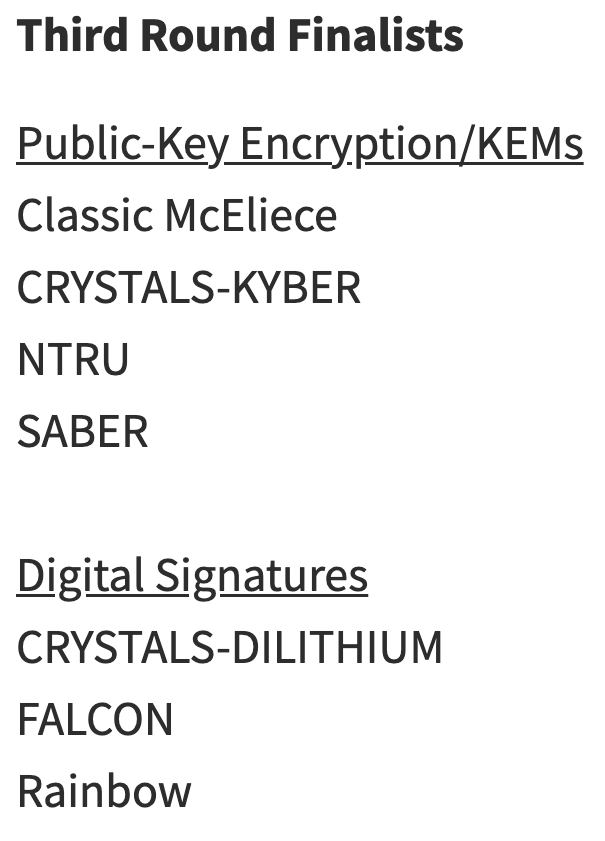 Third Round Finalists
Public-Key Encryption/KEMs
Classic McEliece
CRYSTALS-KYBER
NTRU
SABER
Digital Signatures
CRYSTALS-DILITHIUM
FALCON
Rainbow